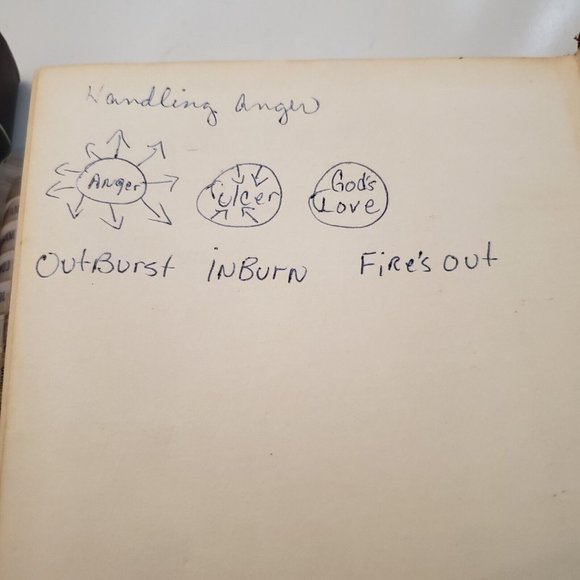 Handling Anger
Anger ulcer God's
Love
OutBurst INBURN FiRe's Out